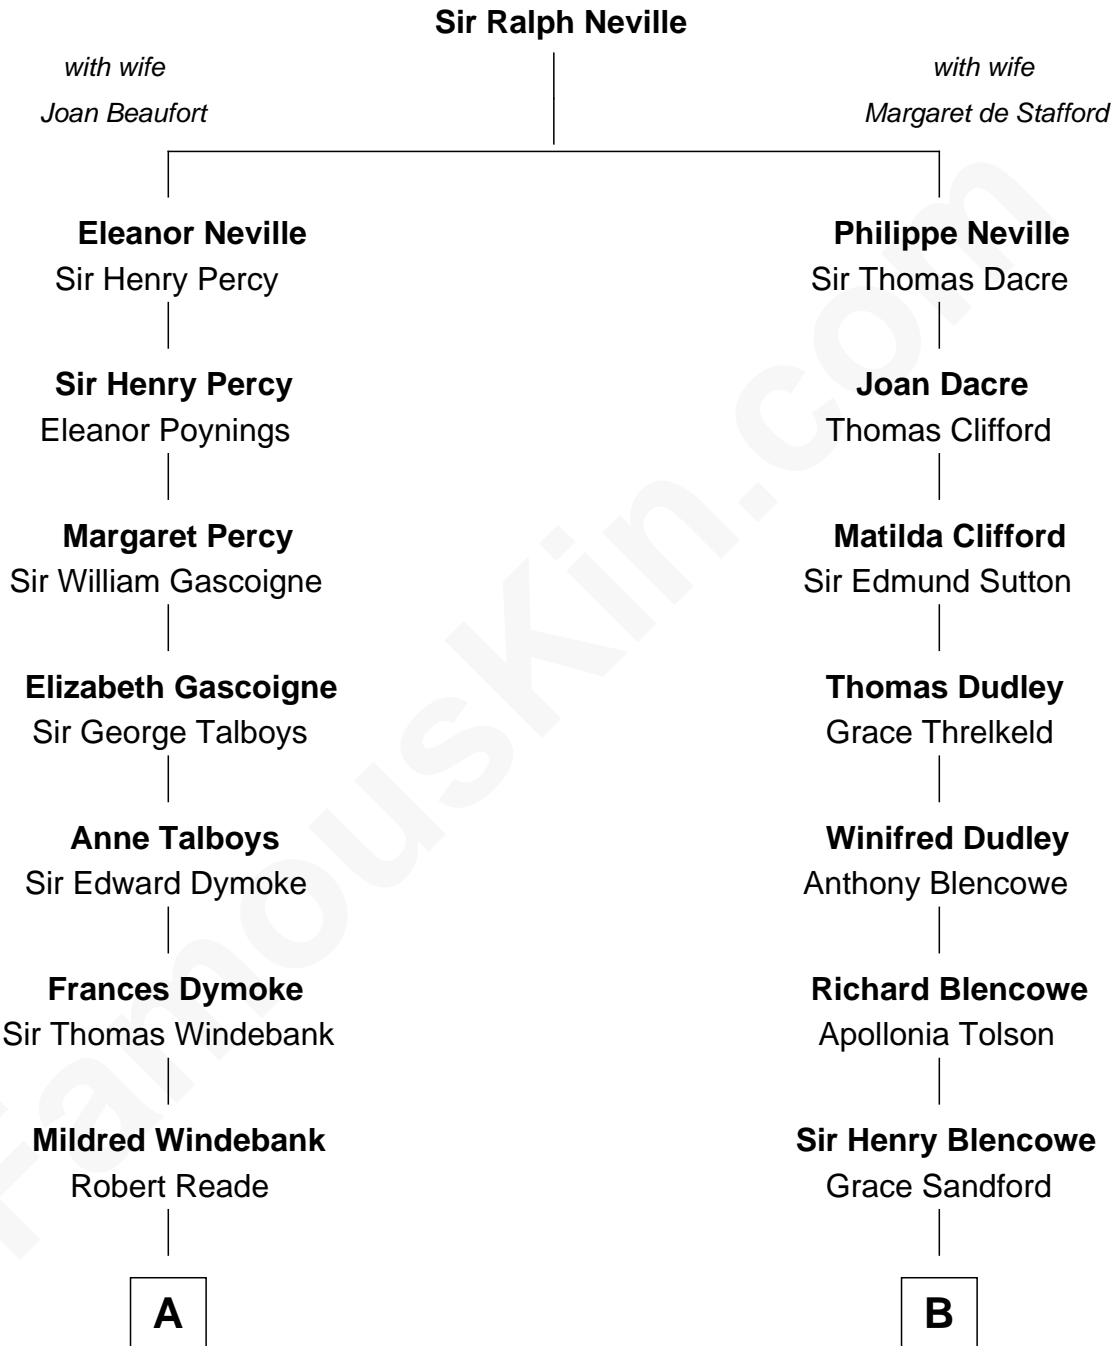 Sir Ralph Neville
with wife
Joan Beaufort
with wife
Margaret de Stafford
Eleanor Neville
Sir Henry Percy
Philippe Neville
Sir Thomas Dacre
Sir Henry Percy
Eleanor Poynings
Joan Dacre
Thomas Clifford
Margaret Percy
Sir William Gascoigne
Matilda Clifford
Sir Edmund Sutton
Elizabeth Gascoigne
Sir George Talboys
Thomas Dudley
Grace Threlkeld
Anne Talboys
Sir Edward Dymoke
Winifred Dudley
Anthony Blencowe
Frances Dymoke
Sir Thomas Windebank
Richard Blencowe
Apollonia Tolson
Mildred Windebank
Robert Reade
Sir Henry Blencowe
Grace Sandford
A
B
FamousKin.com